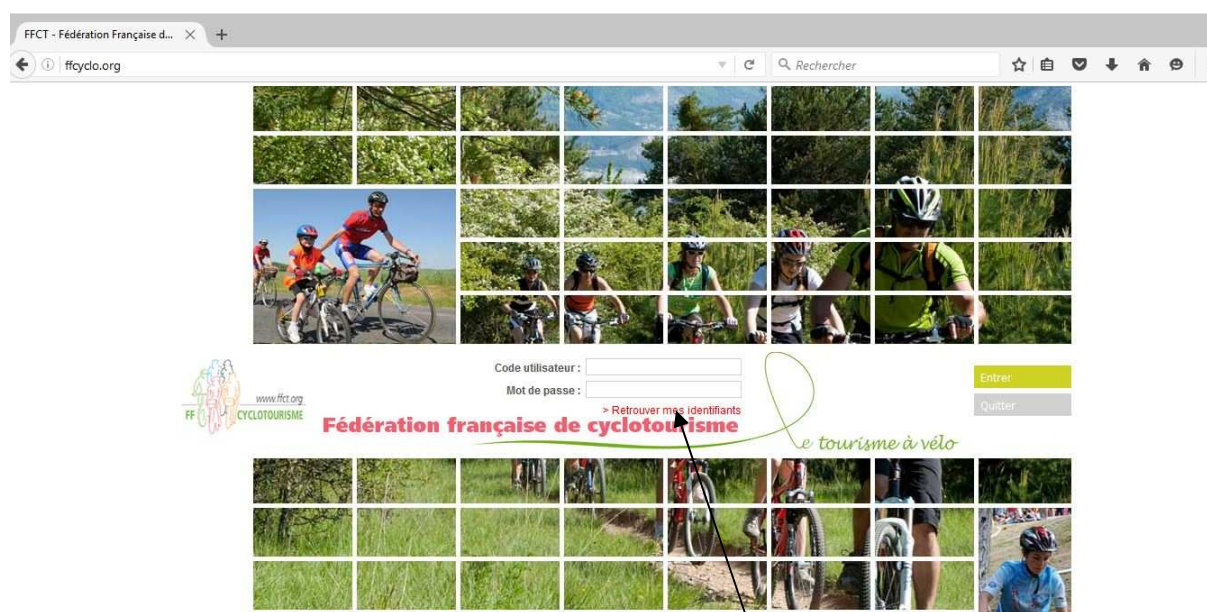 FFCT - Fédération Française d...
ffcyclo.org
Rechercher
Code utilisateur :
Mot de passe :
> Retrouver mes identifiants
Entrer
Quitter
www.ffct.org
FF CYCLOTOURISME
Fédération française de cyclotourisme
Le tourisme à vélo